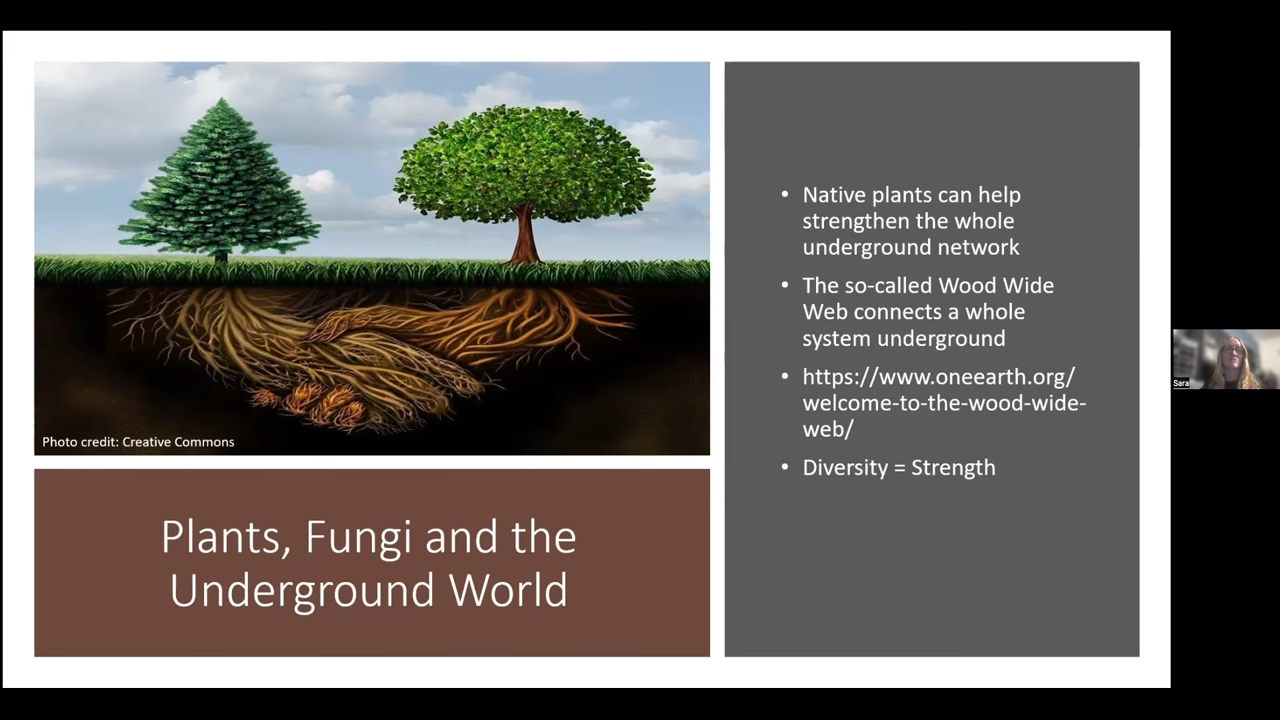 Photo credit: Creative Commons
Plants, Fungi and the
Underground World
• Native plants can help
strengthen the whole
underground network
• The so-called Wood Wide
Web connects a whole
system underground
• https://www.oneearth.org/
welcome-to-the-wood-wide-
web/
• Diversity = Strength
Sara